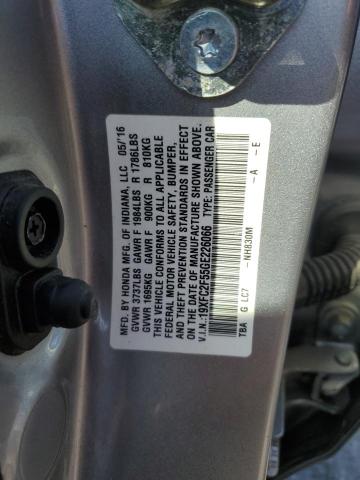 MFD. BY HONDA MFG. OF INDIANA, LLC 05/16
GVWR 3737LBS GAWR F 1984LBS R 1786LBS
GVWR 1695KG GAWR F 900KG R 810KG
THIS VEHICLE CONFORMS TO ALL APPLICABLE
FEDERAL MOTOR VEHICLE SAFETY, BUMPER,
AND THEFT PREVENTION STANDARDS IN EFFECT
ON THE DATE OF MANUFACTURE SHOWN ABOVE.
V.I.N.:19XFC2F55GE226066 TYPE: PASSENGER CAR
TBA G LC7 NH830M A E